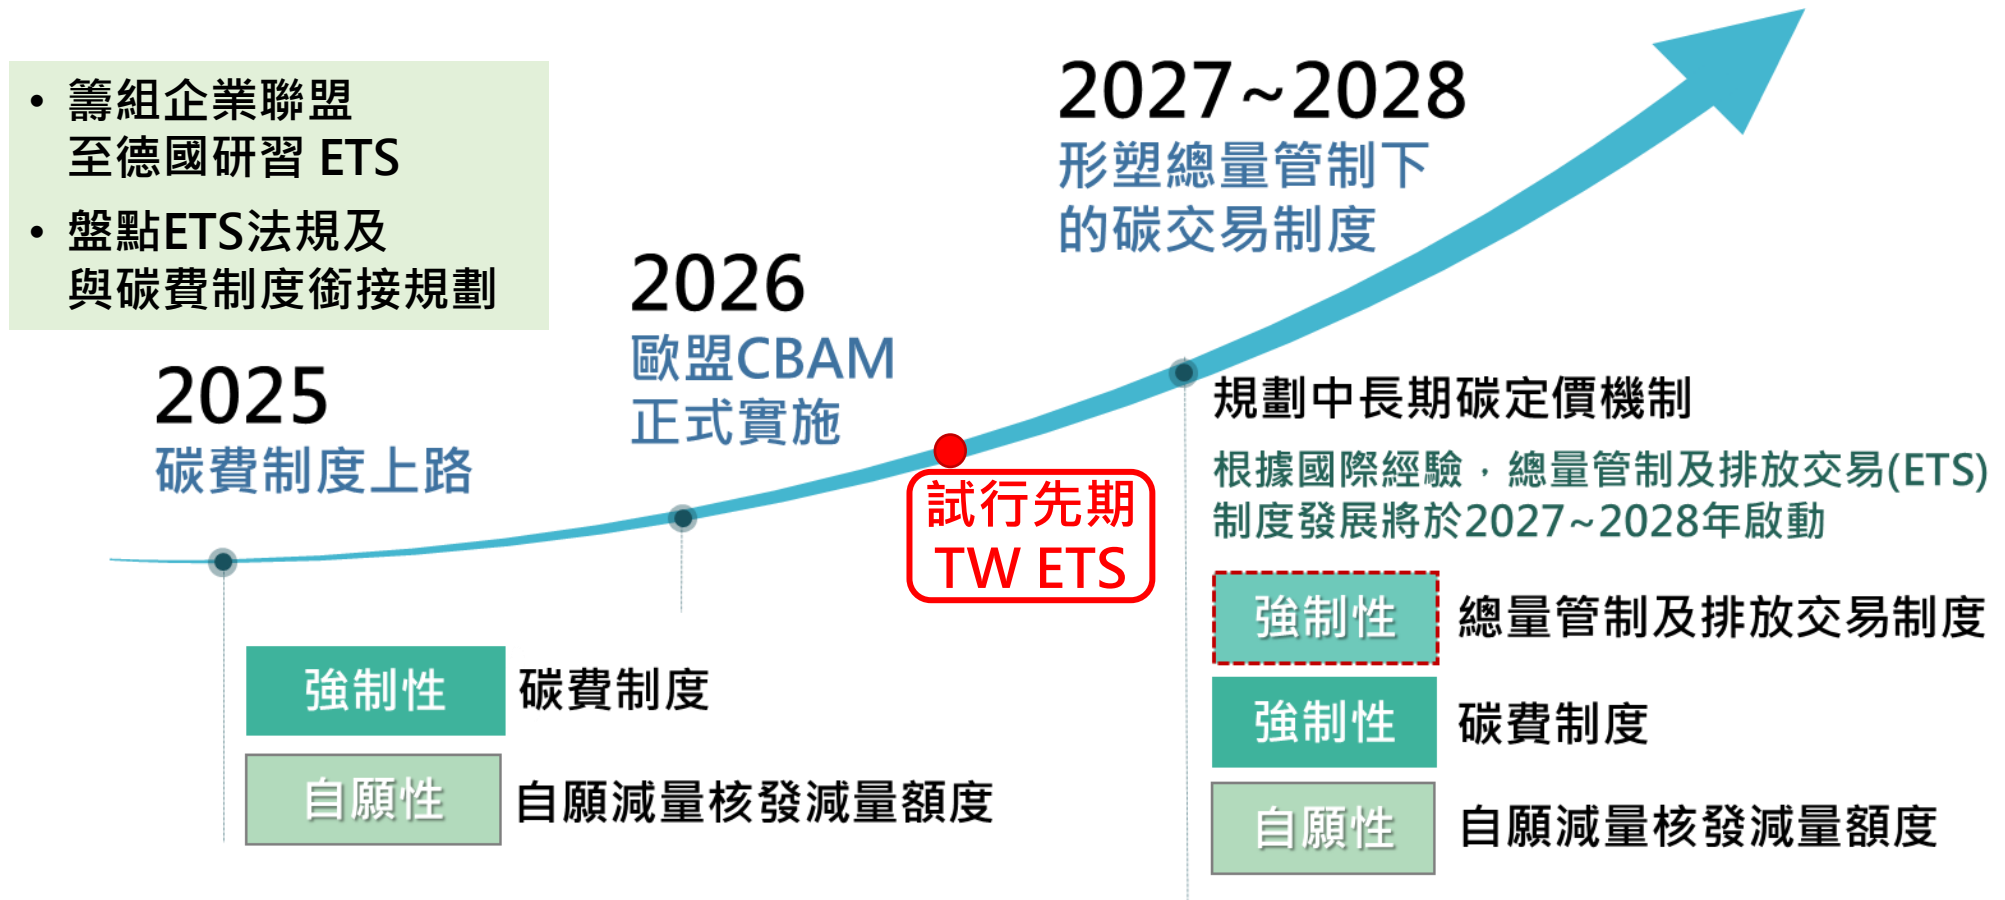 • 籌組企業聯盟
至德國研習 ETS
• 盤點ETS法規及
與碳費制度銜接規劃
2025
碳費制度上路
強制性 碳費制度
自願性 自願減量核發減量額度
2026
歐盟CBAM
正式實施
試行先期
TW ETS
2027~2028
形塑總量管制下
的碳交易制度
規劃中長期碳定價機制
根據國際經驗，總量管制及排放交易(ETS)
制度發展將於2027~2028年啟動
強制性 總量管制及排放交易制度
強制性 碳費制度
自願性 自願減量核發減量額度